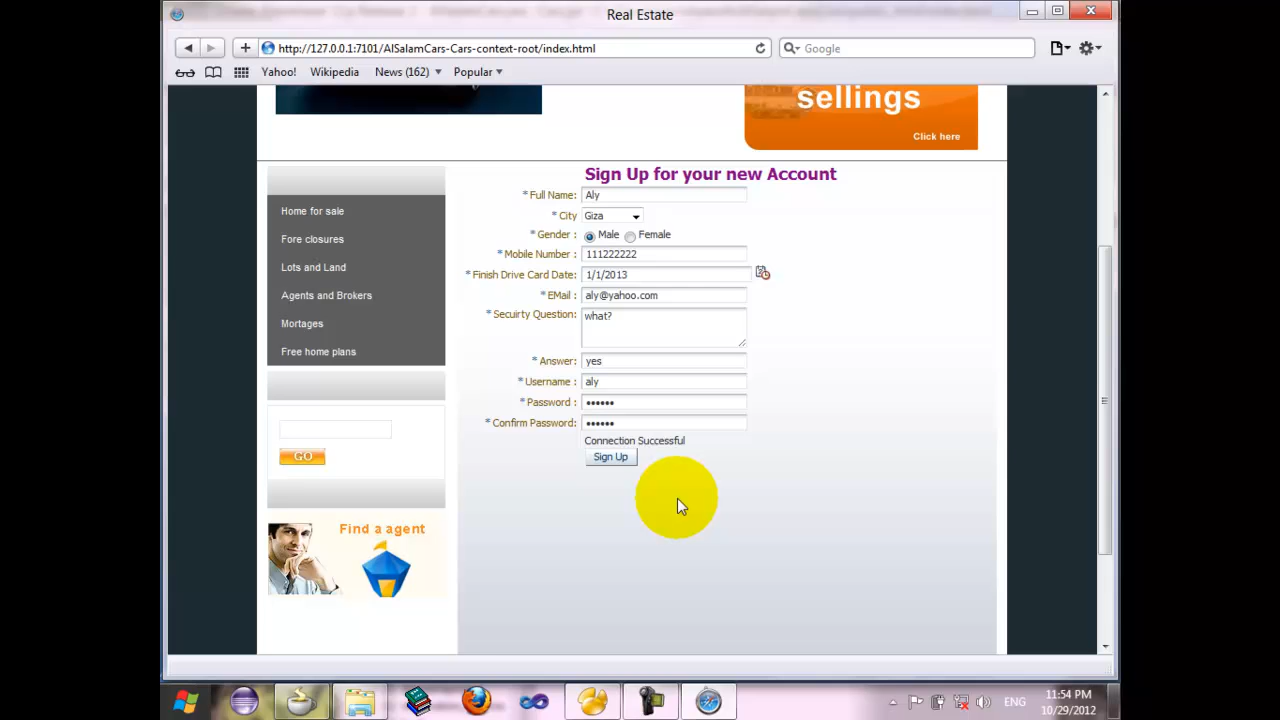 Real Estate
http://127.0.0.1:7101/AlSalamCars-Cars-context-root/index.html
Google
Yahoo!
Wikipedia
News (162)
Popular
sellings
Click here
Sign Up for your new Account
Home for sale
Fore closures
Lots and Land
Agents and Brokers
Mortages
Free home plans
GO
Find a agent
* Full Name: Aly
* City Giza
* Gender : Male Female
* Mobile Number : 111222222
* Finish Drive Card Date: 1/1/2013
* EMail : aly@yahoo.com
* Secuirty Question: what?
* Answer: yes
* Username : aly
* Password : ••••••
* Confirm Password: ••••••
Connection Successful
Sign Up
ENG
11:54 PM
10/29/2012